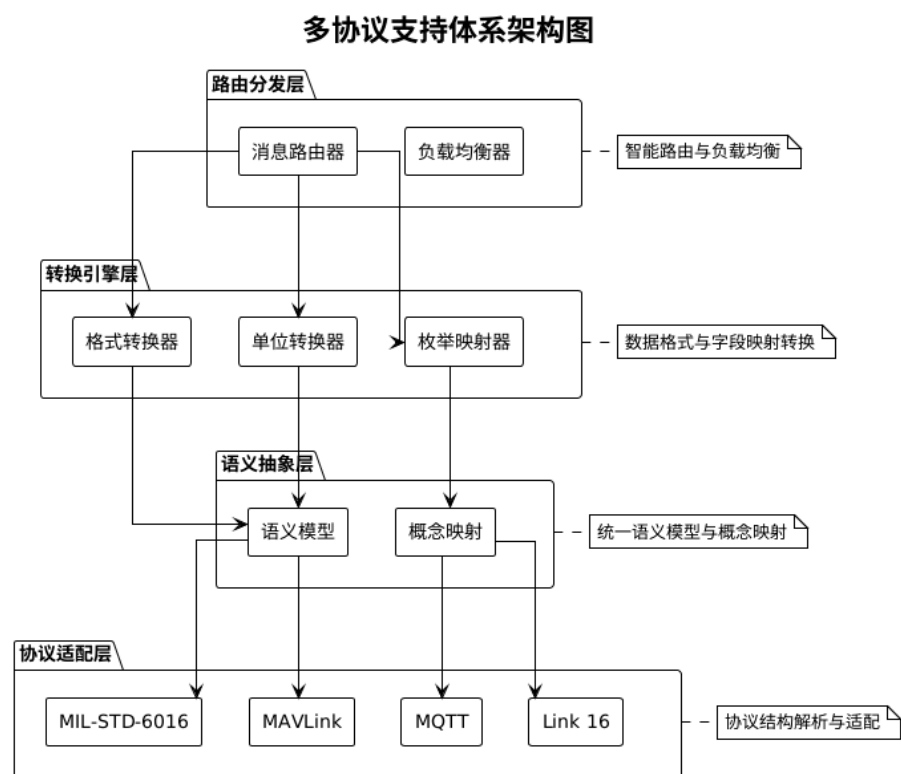 多协议支持体系架构图
路由分发层
消息路由器
负载均衡器
智能路由与负载均衡
转换引擎层
格式转换器
单位转换器
枚举映射器
数据格式与字段映射转换
语义抽象层
语义模型
概念映射
统一语义模型与概念映射
协议适配层
MIL-STD-6016
MAVLink
MQTT
Link 16
协议结构解析与适配